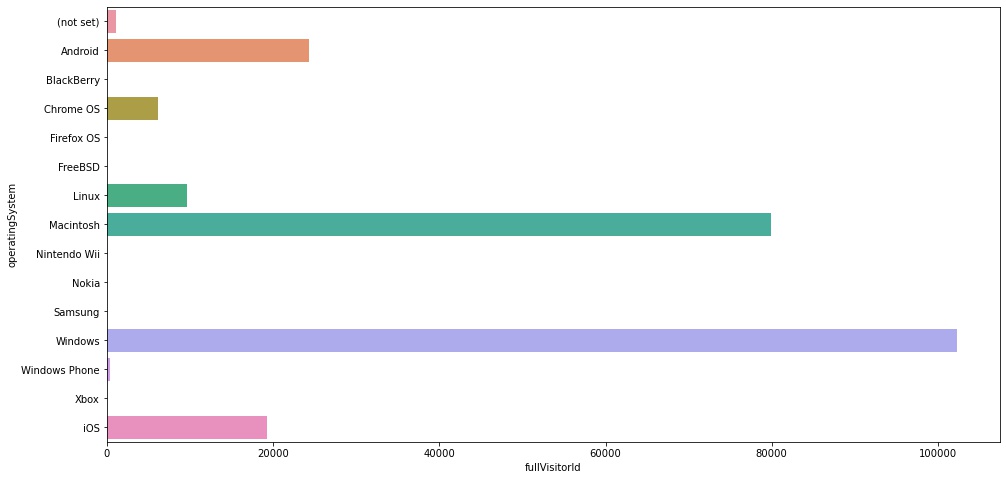 (not set)
Android
BlackBerry
Chrome OS
Firefox OS
FreeBSD
Linux
Macintosh
Nintendo Wii
Nokia
Samsung
Windows
Windows Phone
Xbox
iOS
operatingSystem
0 20000 40000 60000 80000 100000
fullVisitorId